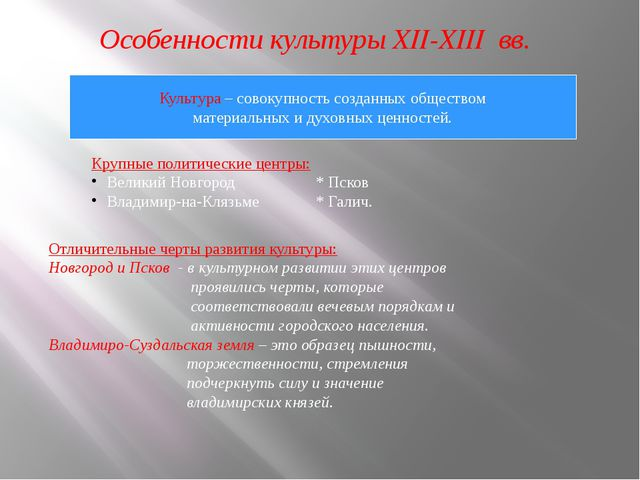 Особенности культуры XII-XIII вв.
Культура – совокупность созданных обществом
материальных и духовных ценностей.
Крупные политические центры:
• Великий Новгород * Псков
• Владимир-на-Клязьме * Галич.
Отличительные черты развития культуры:
Новгород и Псков - в культурном развитии этих центров
проявились черты, которые
соответствовали вечевым порядкам и
активности городского населения.
Владимиро-Суздальская земля – это образец пышности,
торжественности, стремления
подчеркнуть силу и значение
владимирских князей.